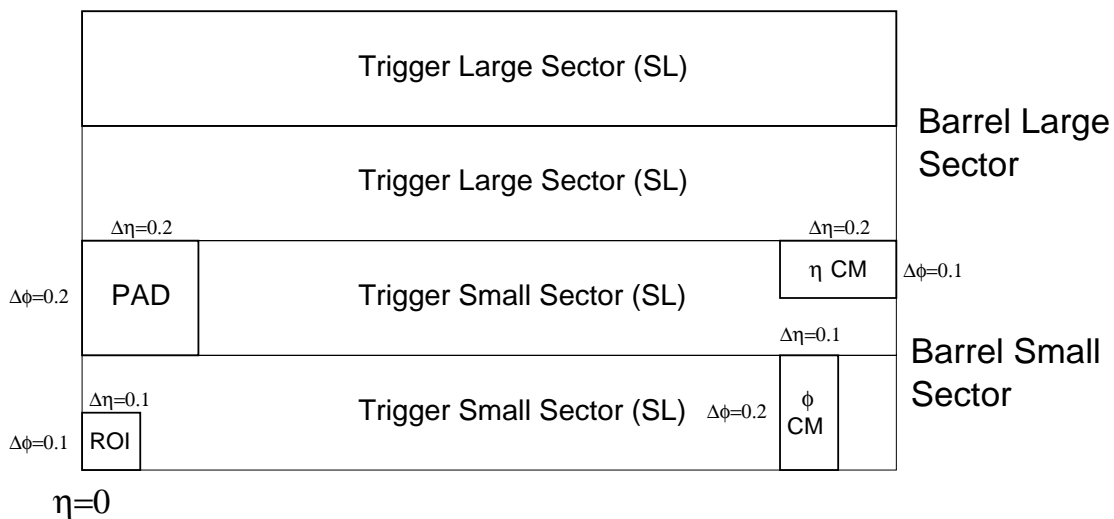 Trigger Large Sector (SL)
Barrel Large
Sector
Trigger Large Sector (SL)
Δη=0.2
Δη=0.2
Δφ=0.2
PAD
Trigger Small Sector (SL)
η CM
Δφ=0.1
Δη=0.1
Barrel Small
Sector
Δη=0.1
Δφ=0.1
ROI
Trigger Small Sector (SL)
Δφ=0.2
φ
CM
η=0